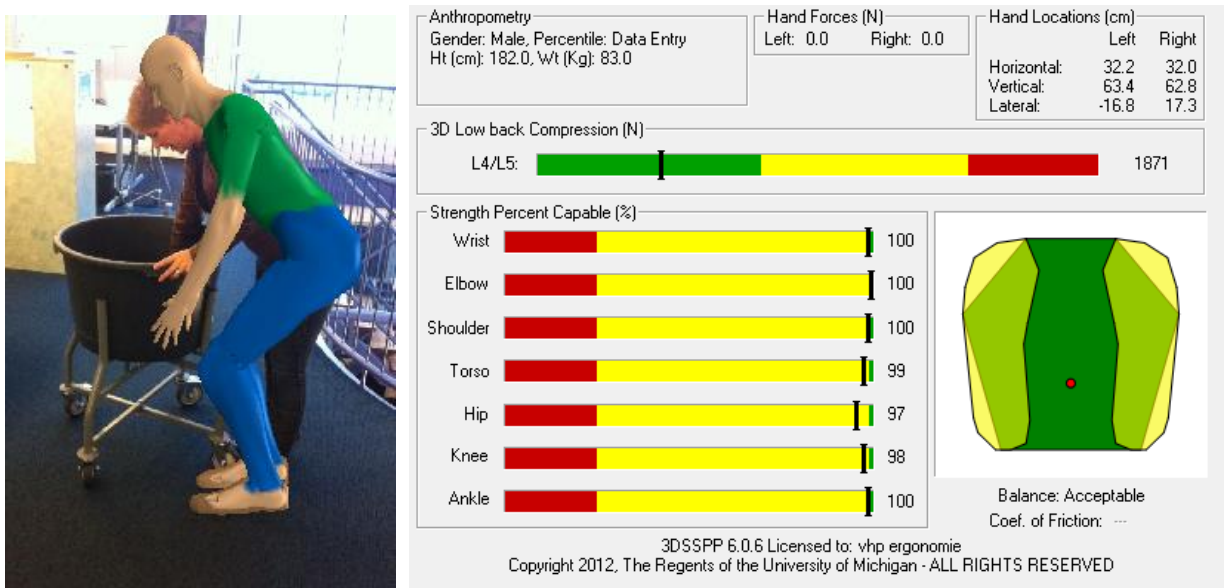 Anthropometry
Gender: Male, Percentile: Data Entry
Ht (cm): 182.0, Wt (Kg): 83.0
Hand Forces (N)
Left: 0.0 Right: 0.0
Hand Locations (cm)
Left Right
Horizontal: 32.2 32.0
Vertical: 63.4 62.8
Lateral: -16.8 17.3
3D Low back Compression (N)
L4/L5: 1871
Strength Percent Capable (%)
Wrist 100
Elbow 100
Shoulder 100
Torso 99
Hip 97
Knee 98
Ankle 100
Balance: Acceptable
Coef. of Friction: ---
3DSSPP 6.0.6 Licensed to: vhp ergonomie
Copyright 2012, The Regents of the University of Michigan - ALL RIGHTS RESERVED